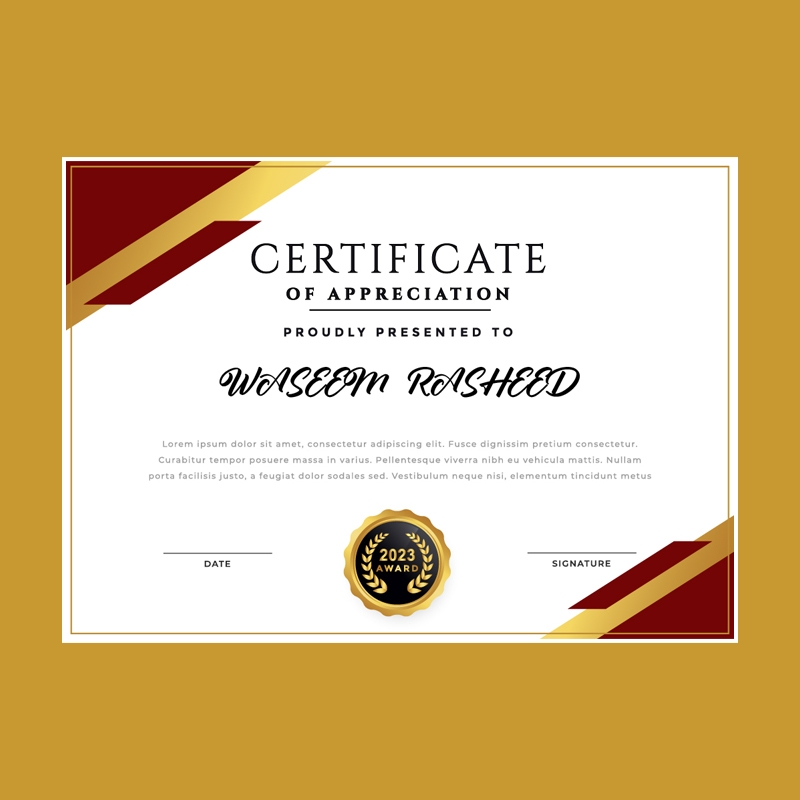 CERTIFICATE
OF APPRECIATION
PROUDLY PRESENTED TO
WASEEM RASHEED
Lorem ipsum dolor sit amet, consectetur adipiscing elit. Fusce dignissim pretium consectetur.
Curabitur tempor posuere massa in varius. Pellentesque viverra nibh eu vehicula mattis. Nullam
porta facilisis justo, a feugiat dolor sodales sed. Vestibulum neque nisi, elementum tincidunt metus
2023
AWARD
DATE
SIGNATURE